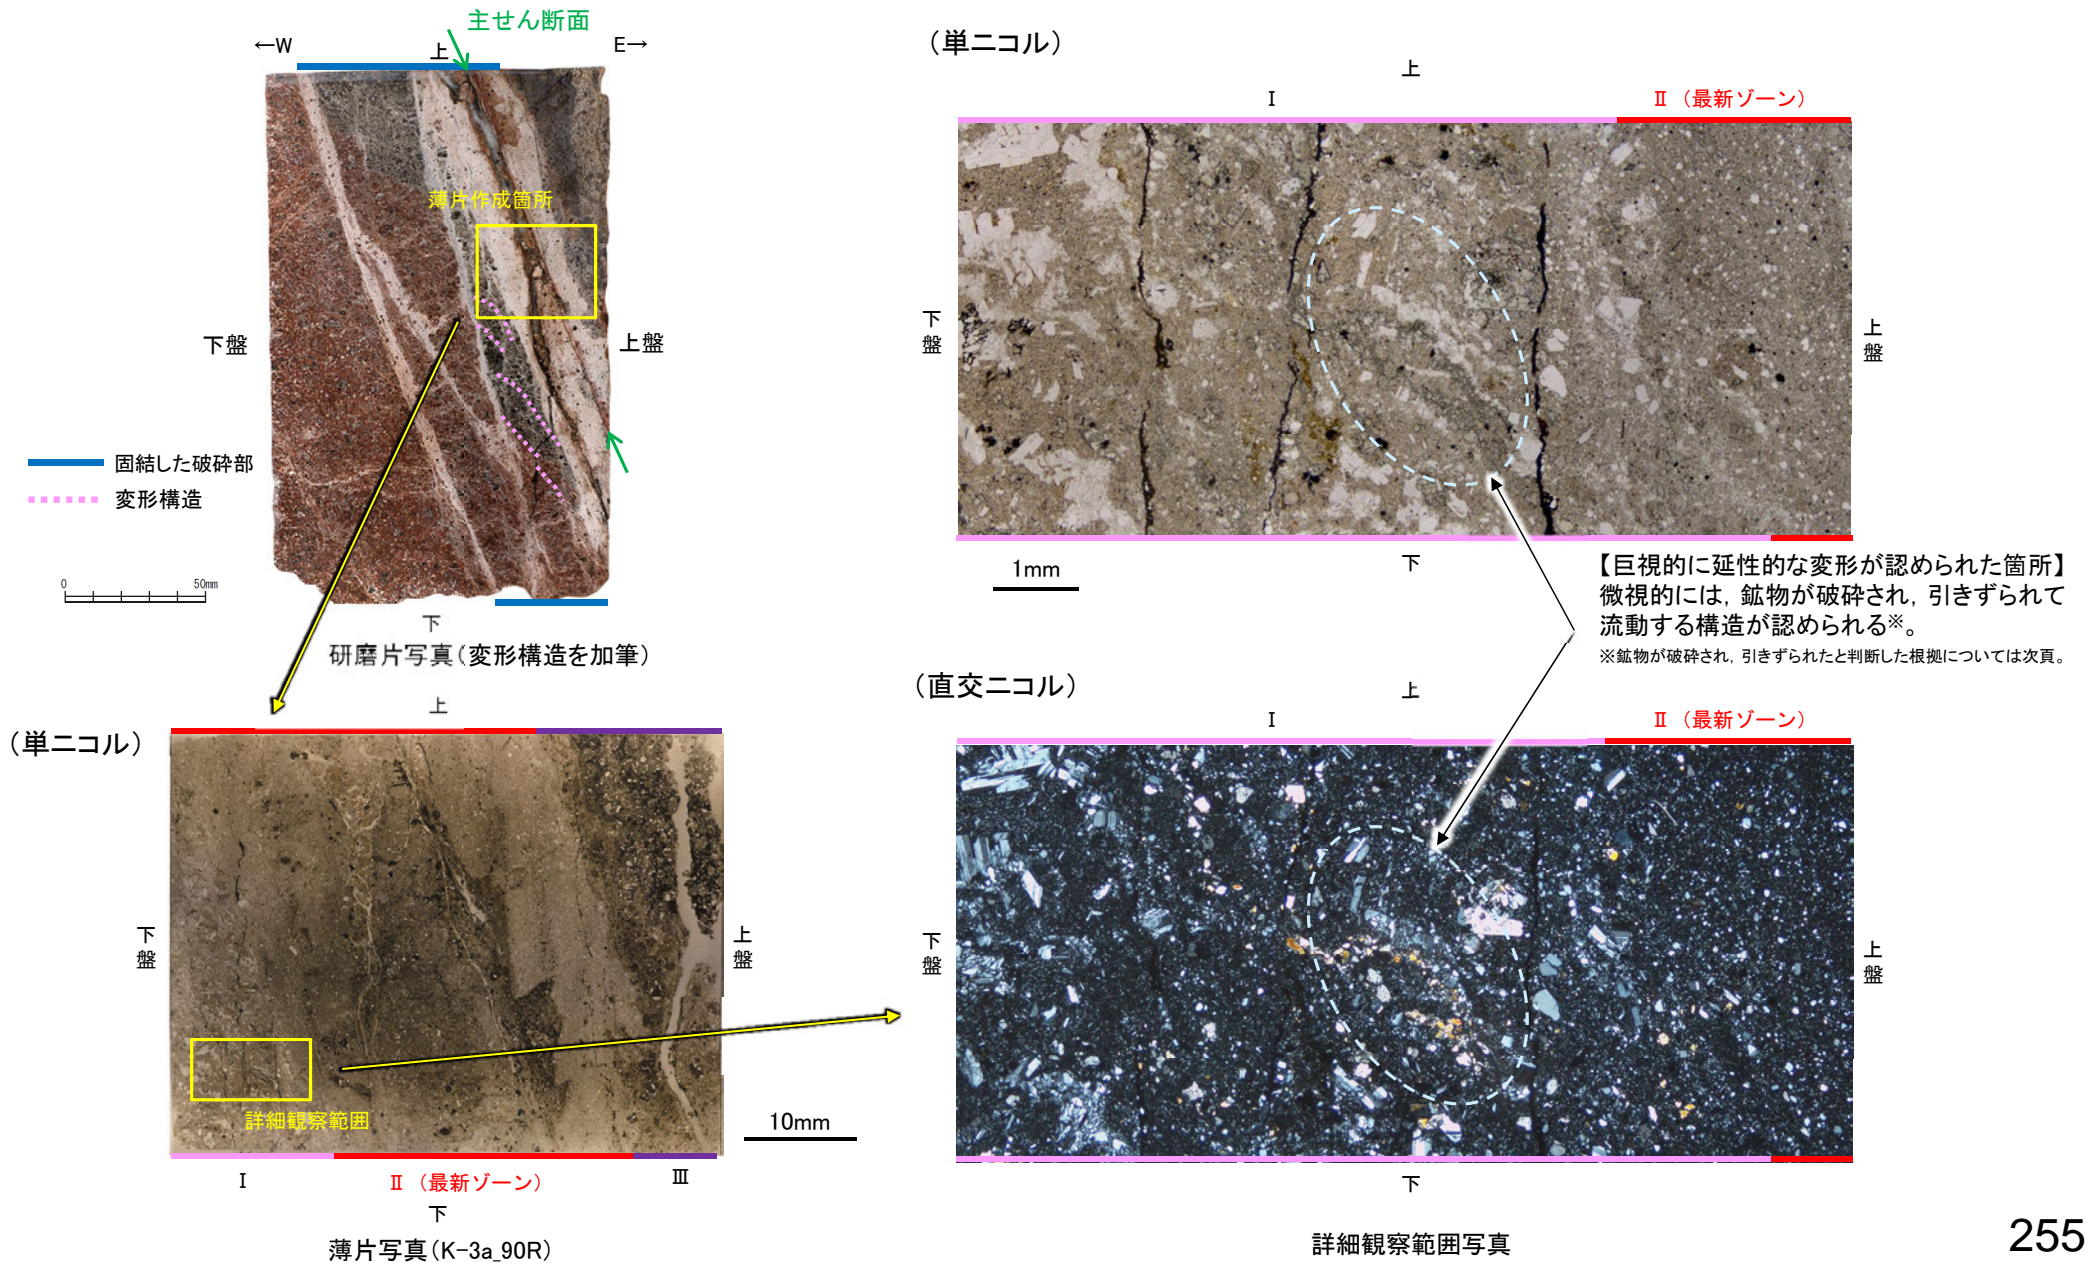 主せん断面
←W
上
E→
薄片作成箇所
下盤
上盤
固結した破砕部
変形構造
0
50mm
下
研磨片写真（変形構造を加筆）
（単ニコル）
上
下盤
上盤
詳細観察範囲
10mm
Ⅰ
Ⅱ（最新ゾーン）
Ⅲ
下
薄片写真（K-3a_90R）
（単ニコル）
上
Ⅰ
Ⅱ（最新ゾーン）
下盤
上盤
1mm
下
【巨視的に延性的な変形が認められた箇所】
微視的には，鉱物が破砕され，引きずられて
流動する構造が認められる※。
※鉱物が破砕され，引きずられたと判断した根拠については次頁。
（直交ニコル）
上
Ⅰ
Ⅱ（最新ゾーン）
下盤
上盤
下
詳細観察範囲写真
255